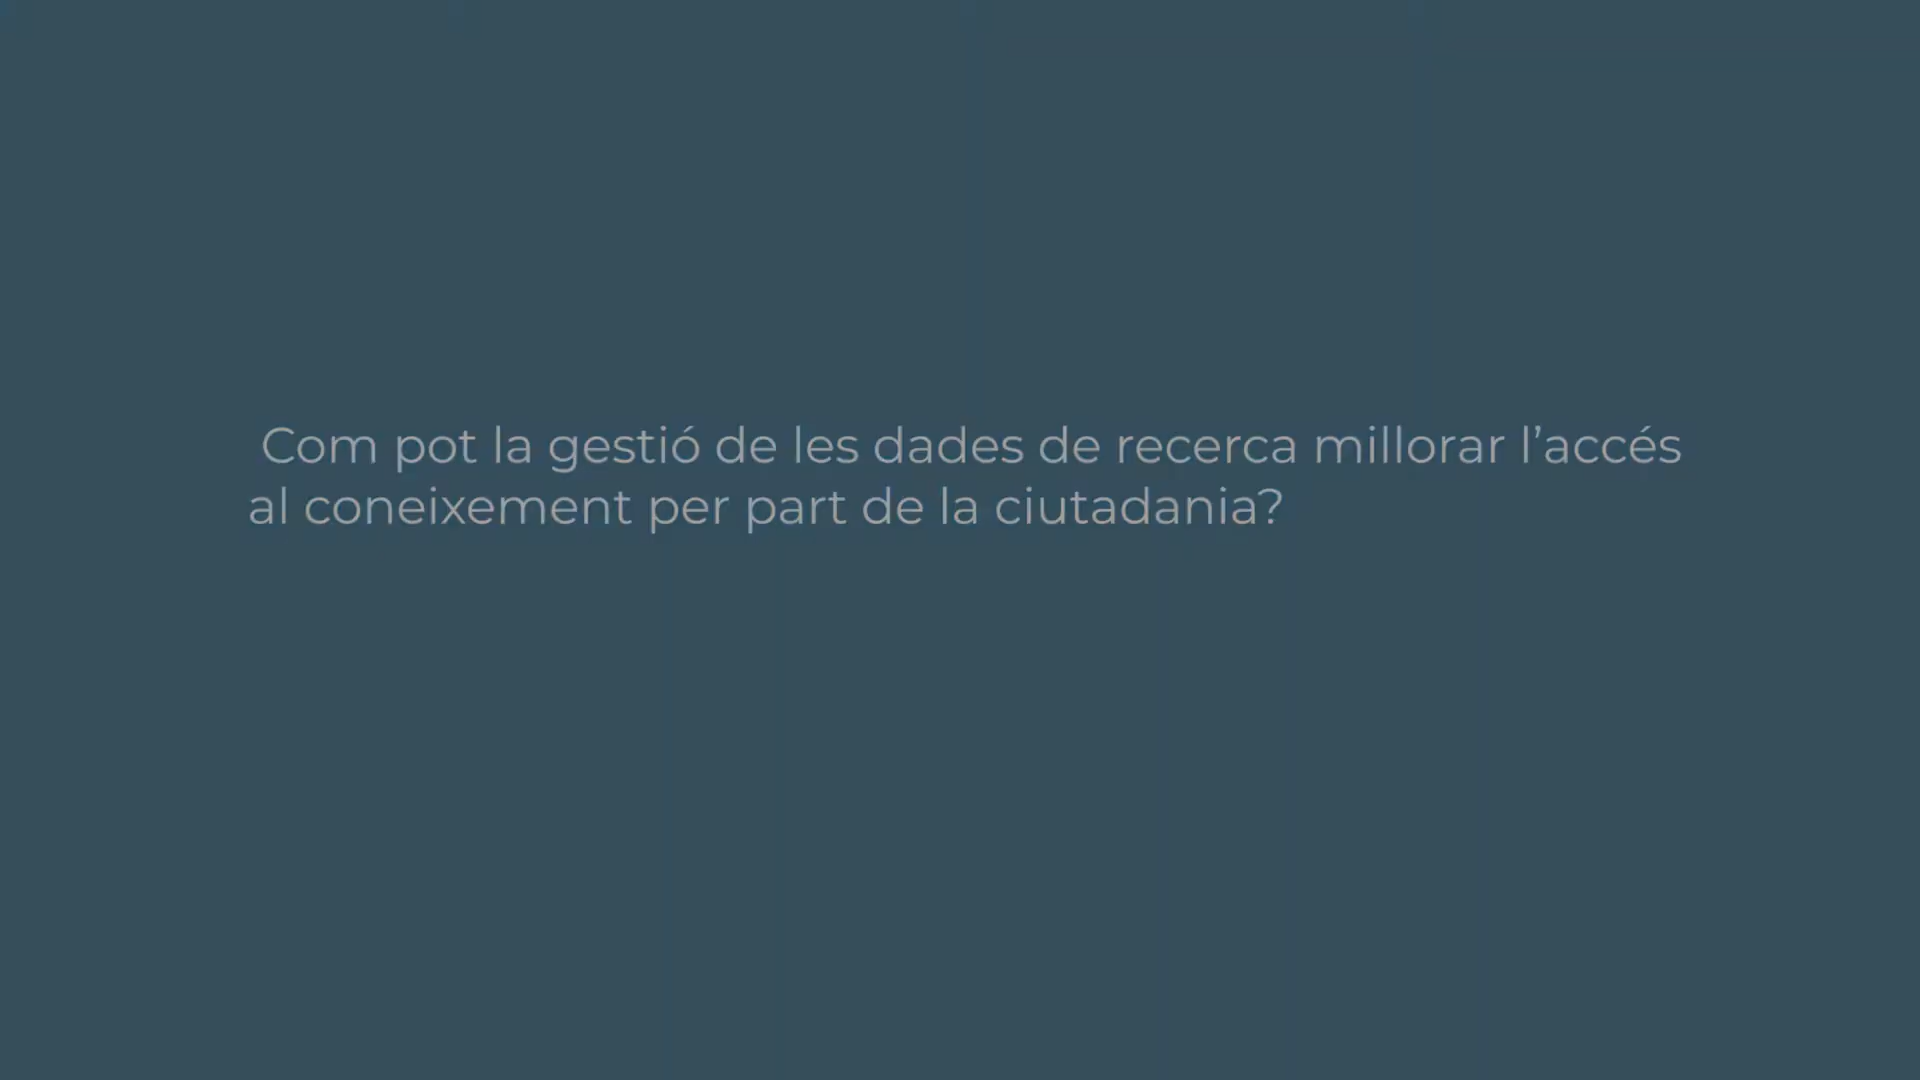 Com pot la gestió de les dades de recerca millorar l’accés
al coneixement per part de la ciutadania?